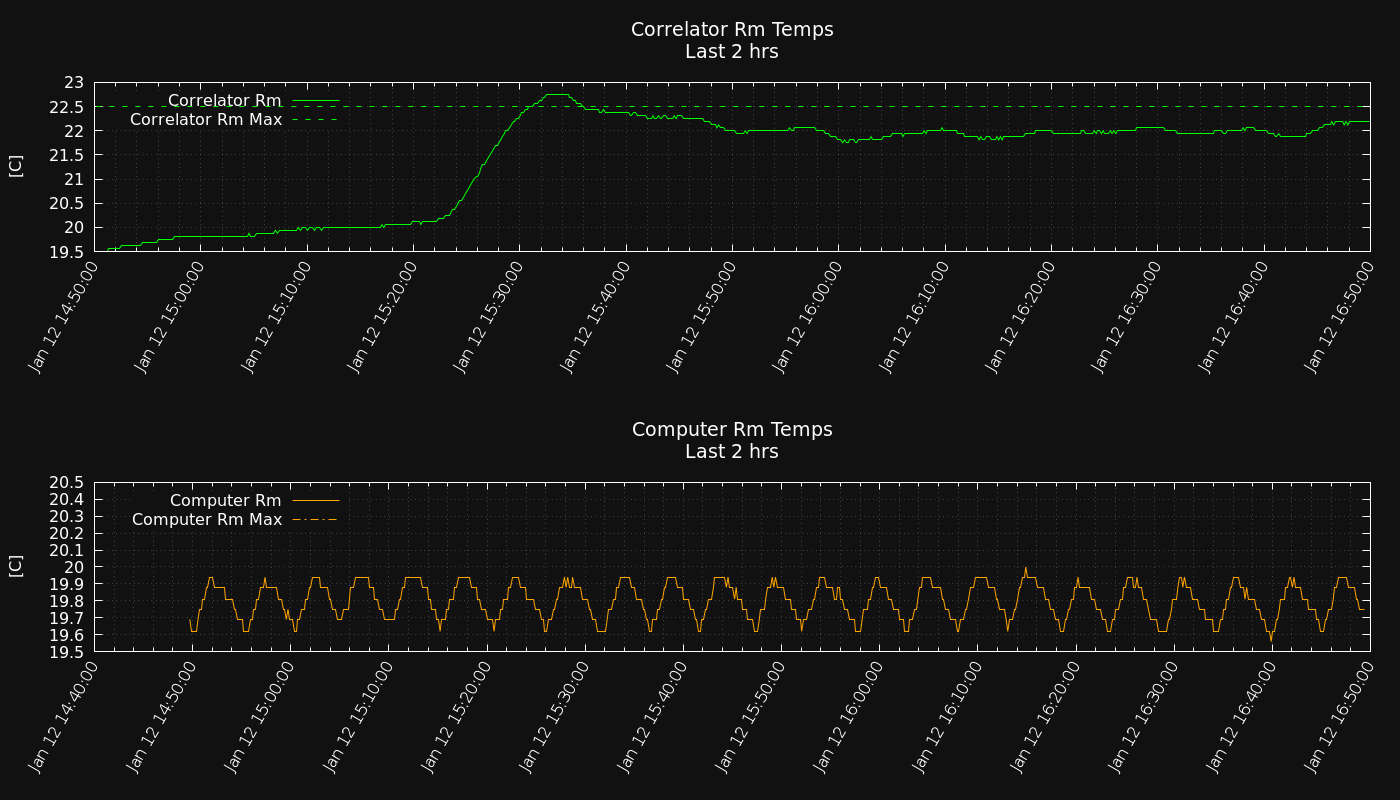 Correlator Rm Temps
Last 2 hrs
23
22.5
22
21.5
21
20.5
20
19.5
[C]
Correlator Rm
Correlator Rm Max
Jan 12 14:50:00
Jan 12 15:00:00
Jan 12 15:10:00
Jan 12 15:20:00
Jan 12 15:30:00
Jan 12 15:40:00
Jan 12 15:50:00
Jan 12 16:00:00
Jan 12 16:10:00
Jan 12 16:20:00
Jan 12 16:30:00
Jan 12 16:40:00
Jan 12 16:50:00
Computer Rm Temps
Last 2 hrs
20.5
20.4
20.3
20.2
20.1
20
19.9
19.8
19.7
19.6
19.5
[C]
Computer Rm
Computer Rm Max
Jan 12 14:40:00
Jan 12 14:50:00
Jan 12 15:00:00
Jan 12 15:10:00
Jan 12 15:20:00
Jan 12 15:30:00
Jan 12 15:40:00
Jan 12 15:50:00
Jan 12 16:00:00
Jan 12 16:10:00
Jan 12 16:20:00
Jan 12 16:30:00
Jan 12 16:40:00
Jan 12 16:50:00